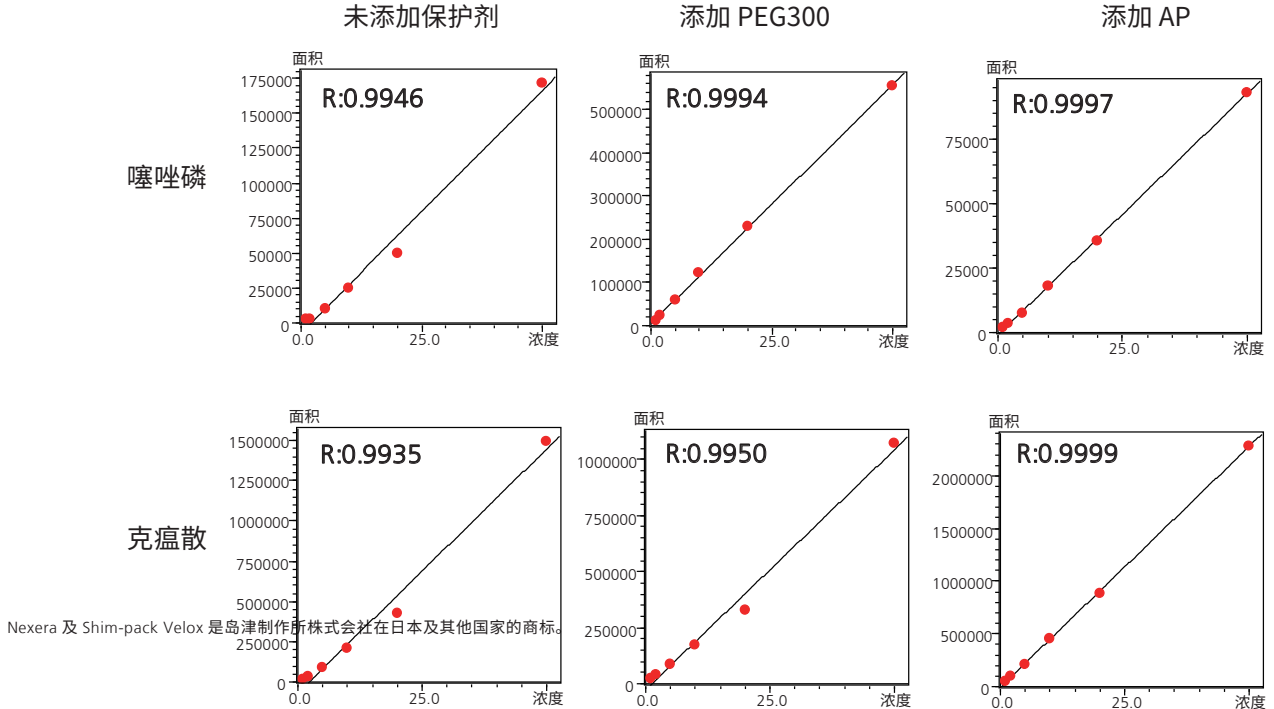 未添加保护剂
添加 PEG300
添加 AP
噻唑磷
面积
R:0.9946
175000
150000
125000
100000
75000
50000
25000
0
0.0
25.0
浓度
面积
R:0.9994
500000
400000
300000
200000
100000
0
0.0
25.0
浓度
面积
R:0.9997
75000
50000
25000
0
0.0
25.0
浓度
克瘟散
面积
R:0.9935
1500000
1250000
1000000
750000
500000
250000
0
0.0
25.0
浓度
面积
R:0.9950
1000000
750000
500000
250000
0
0.0
25.0
浓度
面积
R:0.9999
2000000
1500000
1000000
500000
0
0.0
25.0
浓度
Nexera 及 Shim-pack Velox 是岛津制作所株式会社在日本及其他国家的商标。